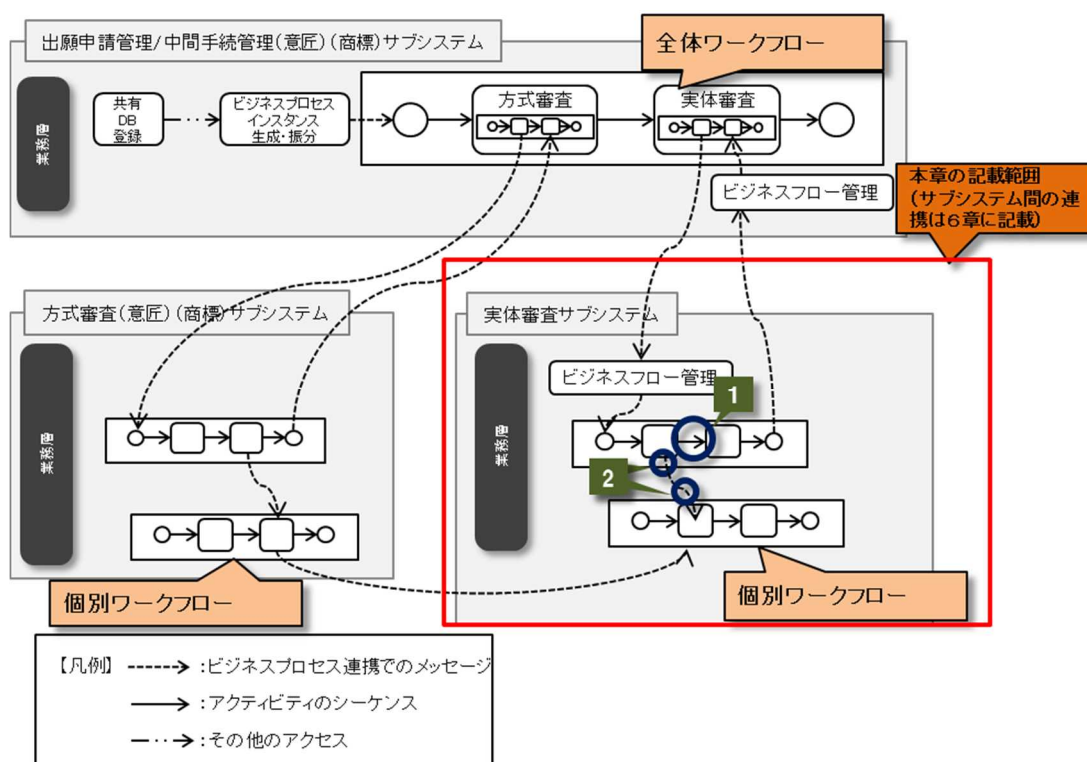 出願申請管理/中間手続管理(意匠)(商標)サブシステム
全体ワークフロー
業務層
共有
DB
登録
ビジネスプロセス
インスタンス
生成・振分
方式審査
実体審査
ビジネスフロー管理
本章の記載範囲
(サブシステム間の連
携は6章に記載)
方式審査(意匠)(商標)サブシステム
業務層
個別ワークフロー
実体審査サブシステム
業務層
ビジネスフロー管理
1
2
個別ワークフロー
【凡例】
:ビジネスプロセス連携でのメッセージ
:アクティビティのシーケンス
:その他のアクセス